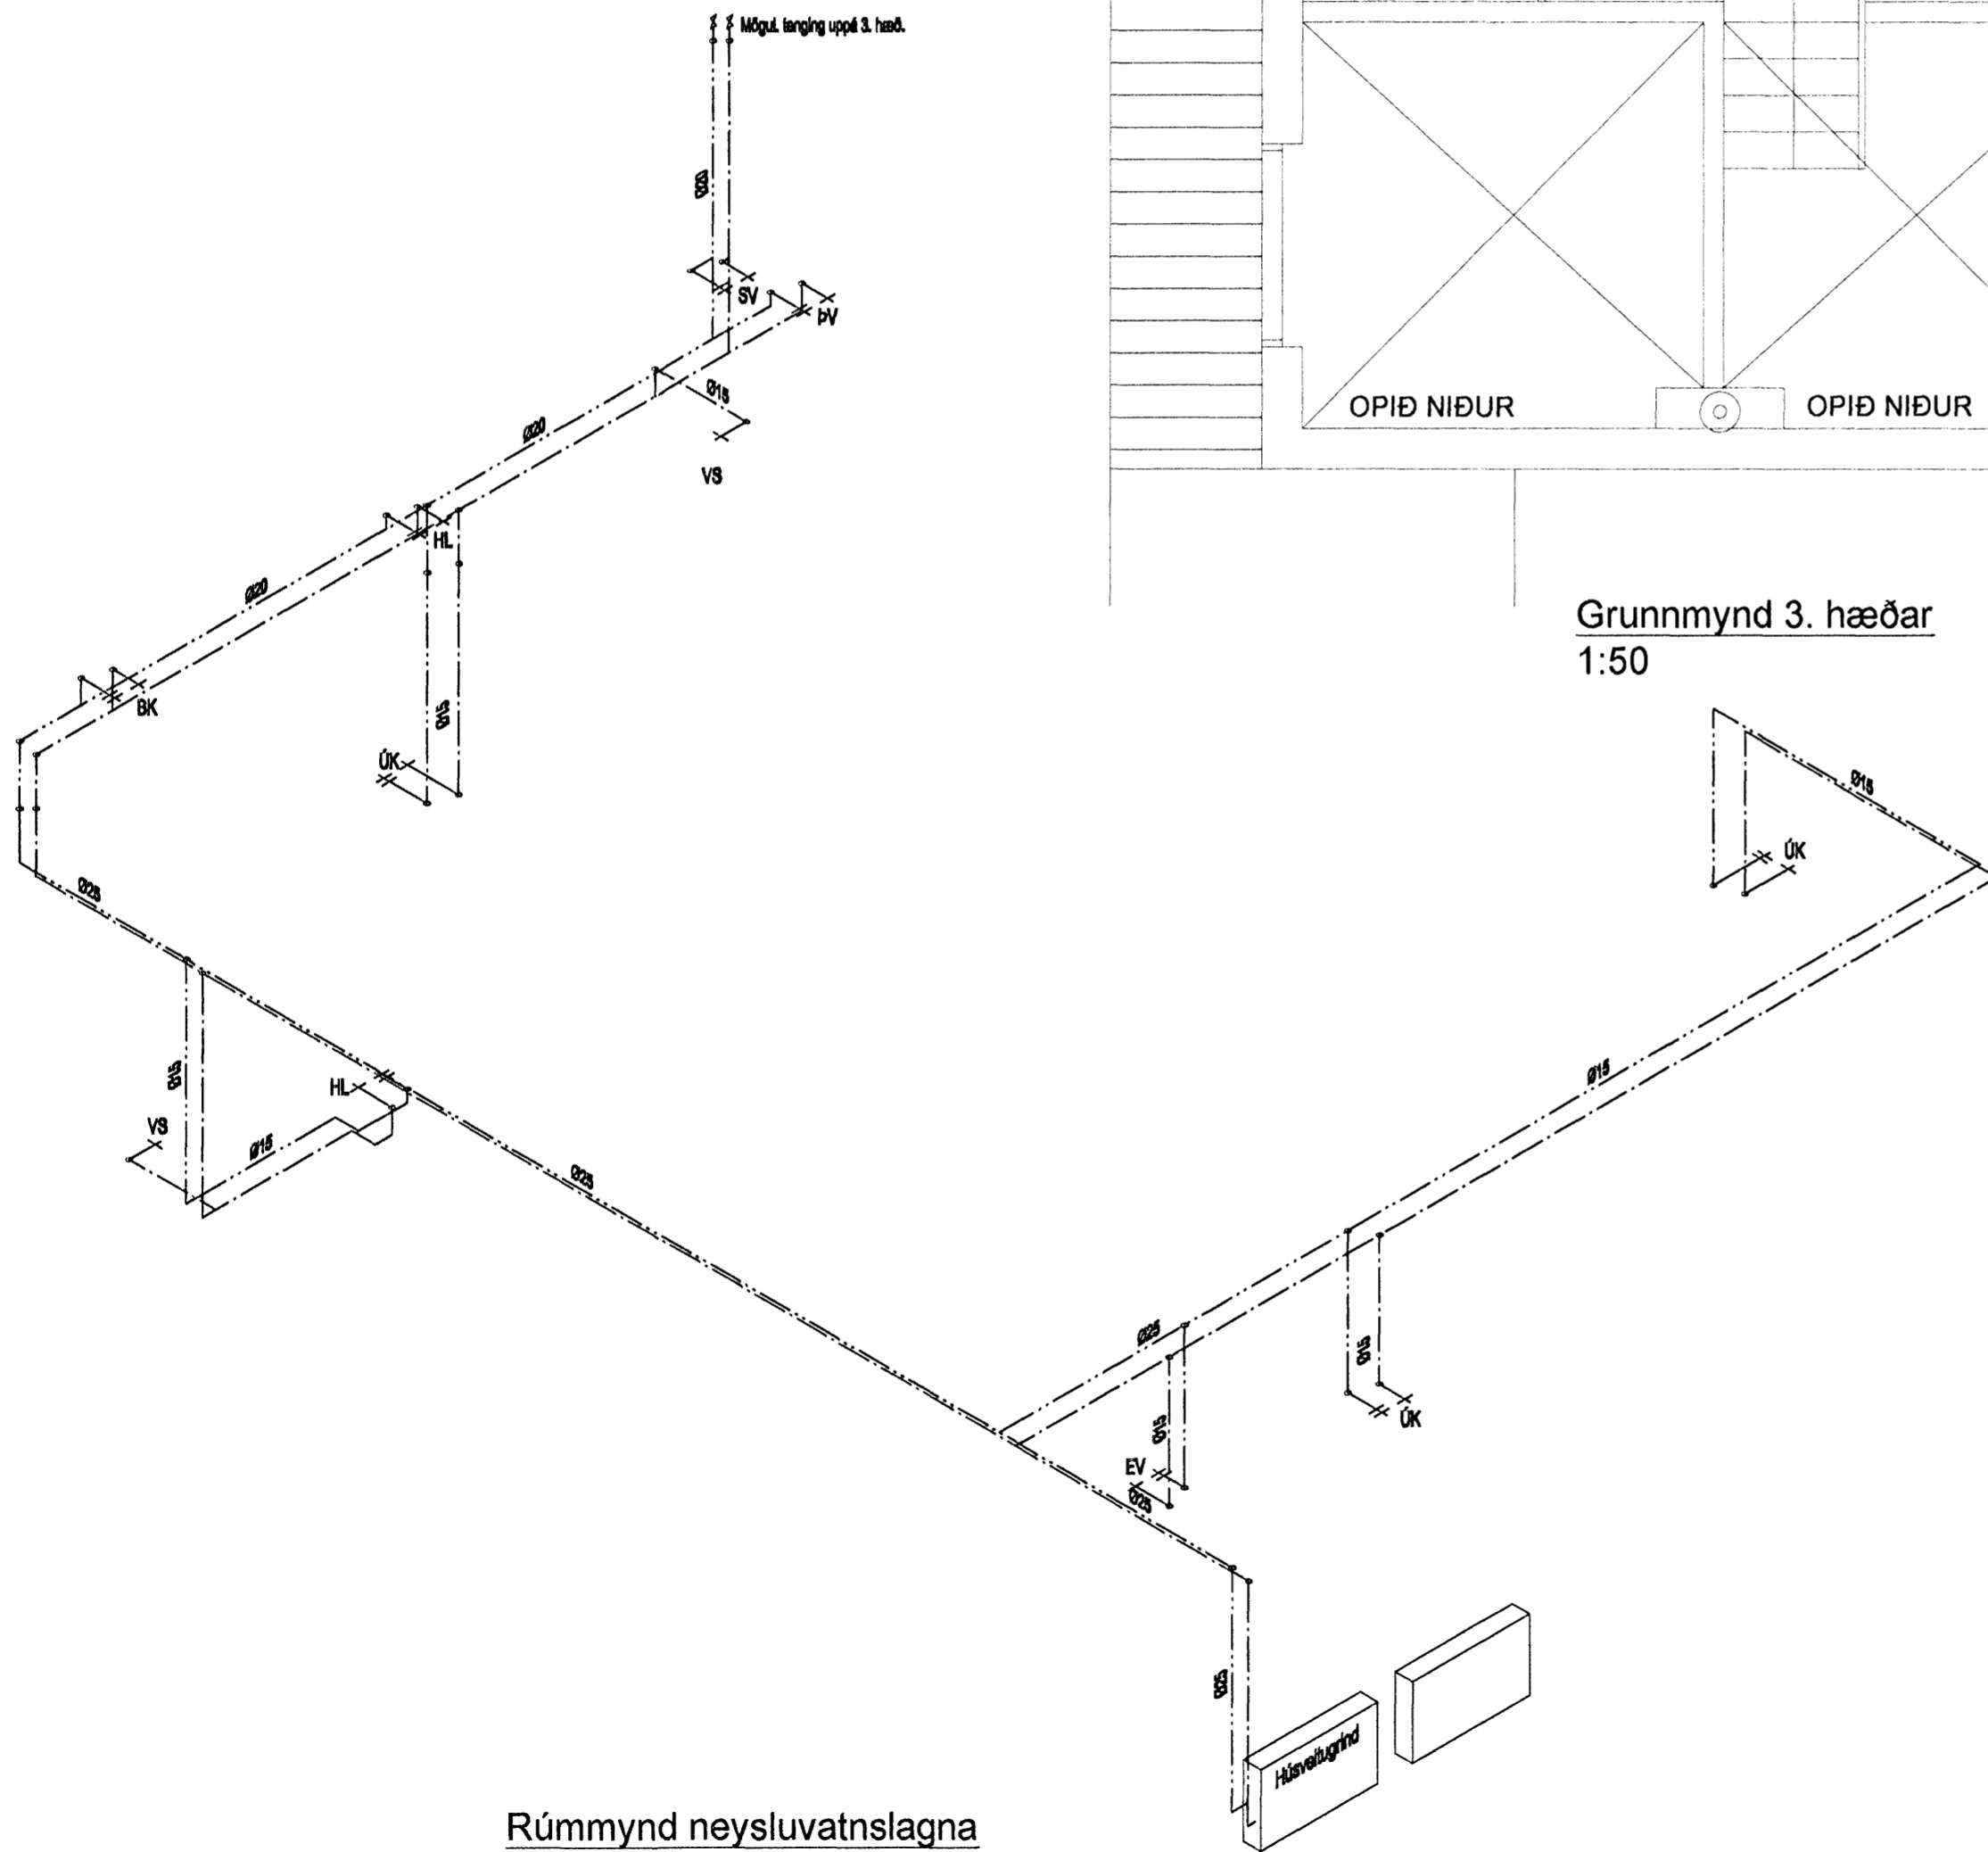 Mögul. tenging uppá 3. hæð.
Ø20
SV
ÞV
Ø15
VS
Ø20
HL
Ø20
BK
Ø15
ÚK
Ø25
Ø15
HL
VS
Ø15
Ø25
OPIÐ NIÐUR
OPIÐ NIÐUR
Grunnmynd 3. hæðar
1:50
Ø15
ÚK
Ø15
Ø25
Ø15
ÚK
Ø15
EV
Ø25
Ø25
Húsveitugrind
Rúmmynd neysluvatnslagna